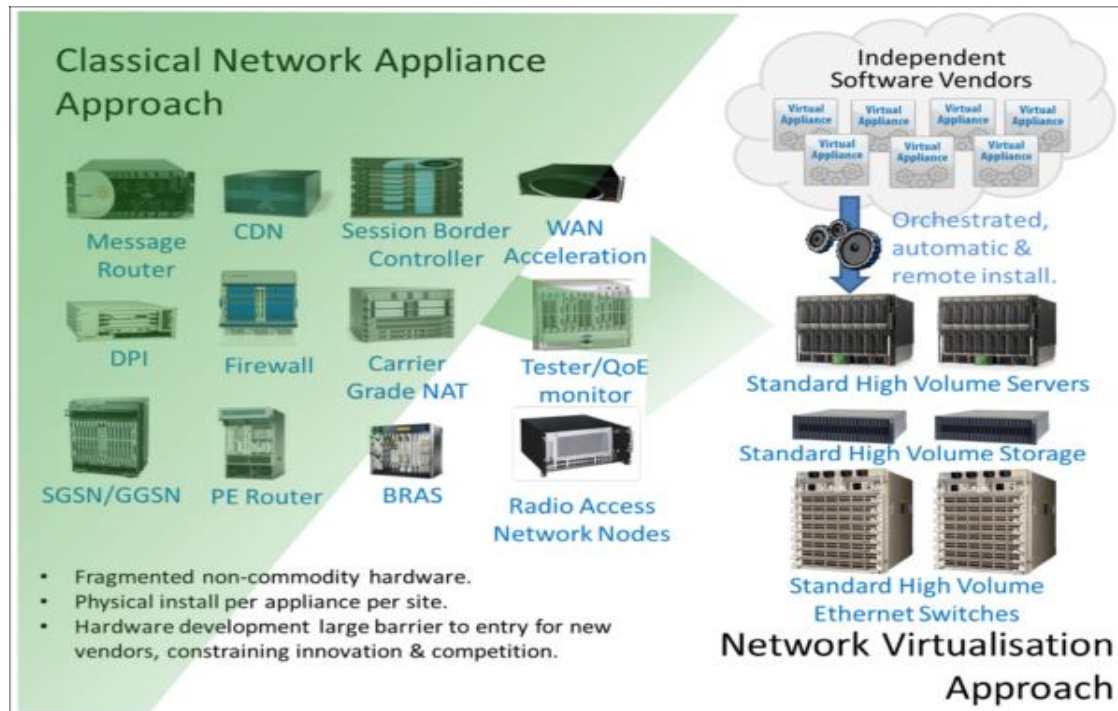 Classical Network Appliance
Approach
Message
Router
CDN
Session Border
Controller
WAN
Acceleration
DPI
Firewall
Carrier
Grade NAT
Tester/QoE
monitor
SGSN/GGSN
PE Router
BRAS
Radio Access
Network Nodes
• Fragmented non-commodity hardware.
• Physical install per appliance per site.
• Hardware development large barrier to entry for new
vendors, constraining innovation & competition.
Independent
Software Vendors
Virtual
Appliance
Virtual
Appliance
Virtual
Appliance
Virtual
Appliance
Virtual
Appliance
Virtual
Appliance
Virtual
Appliance
Orchestrated,
automatic &
remote install.
Standard High Volume Servers
Standard High Volume Storage
Standard High Volume
Ethernet Switches
Network Virtualisation
Approach